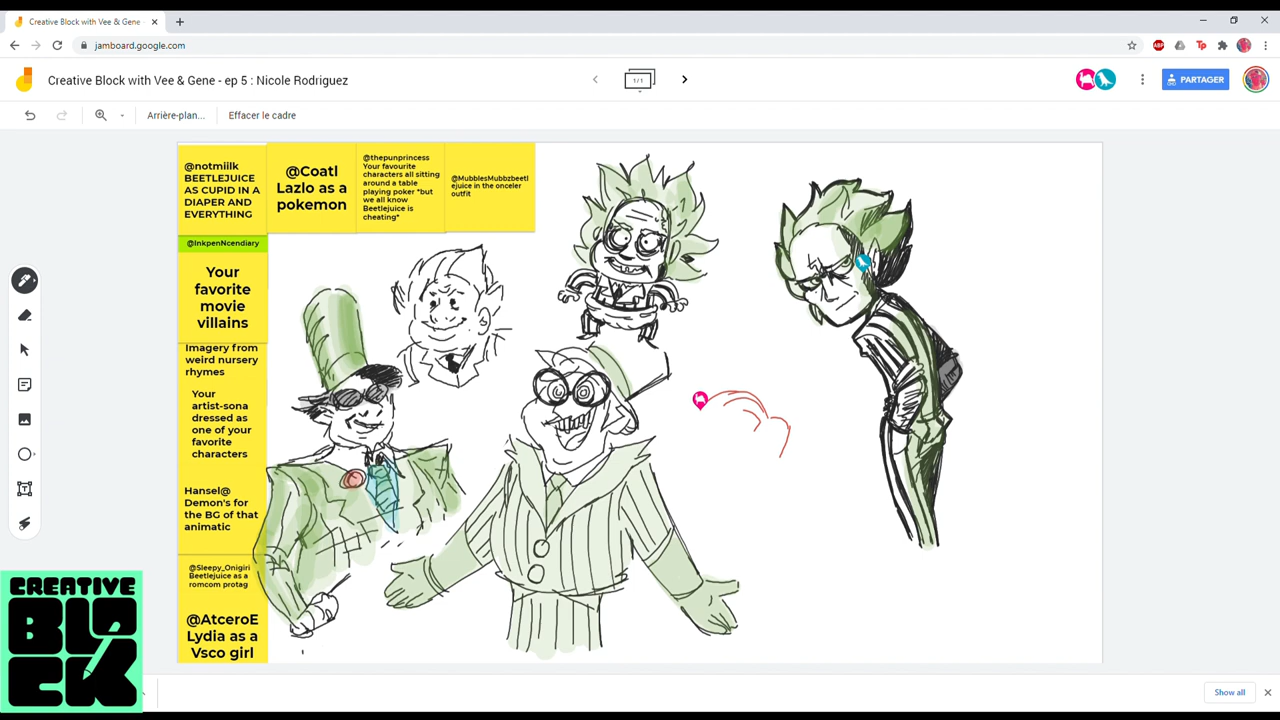 Creative Block with Vee & Gene -
jamboard.google.com
ABP
Tp
Creative Block with Vee & Gene - ep 5 : Nicole Rodriguez
1/1
PARTAGER
Arrière-plan...
Effacer le cadre
@notmiilk
BEETLEJUICE
AS CUPID IN A
DIAPER AND
EVERYTHING
@Coatl
Lazlo as a
pokemon
@thepunprincess
Your favourite
characters all sitting
around a table
playing poker *but
we all know
Beetlejuice is
cheating*
@MubblesMubbzbeetl
ejuice in the onceler
outfit
@InkpenNcendiary
Your
favorite
movie
villains
Imagery from
weird nursery
rhymes
Your
artist-sona
dressed as
one of your
favorite
characters
Hansel@
Demon's for
the BG of that
animatic
@Sleepy_Onigiri
Beetlejuice as a
romcom protag
@AtceroE
Lydia as a
Vsco girl
CREATIVE
BLOCK
Show all